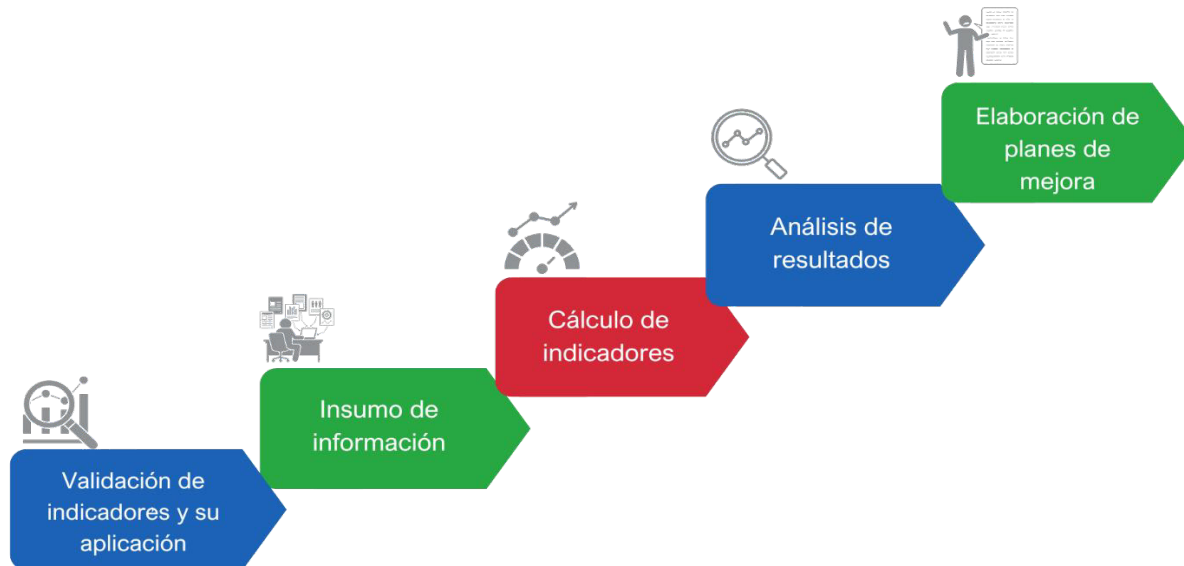 Validación de
indicadores y su
aplicación
Insumo de
información
Cálculo de
indicadores
Análisis de
resultados
Elaboración de
planes de
mejora